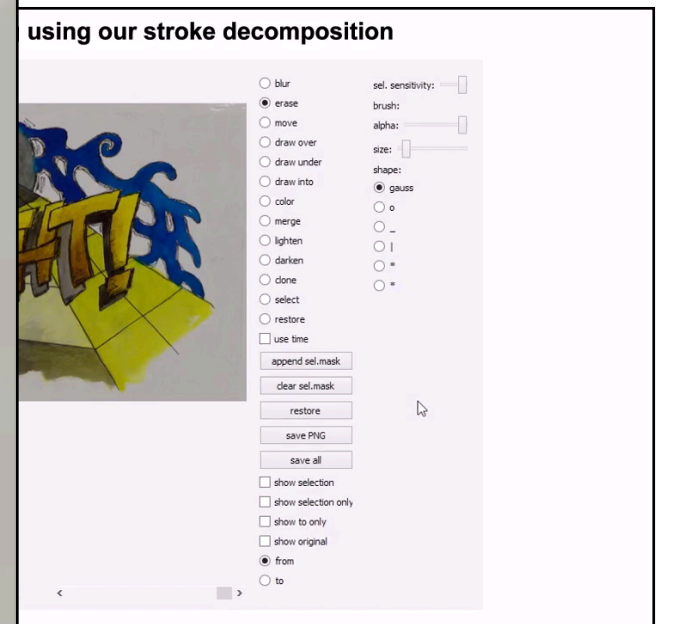 using our stroke decomposition
HT!
blur
erase
move
draw over
draw under
draw into
color
merge
lighten
darken
clone
select
restore
use time
append sel.mask
clear sel.mask
restore
save PNG
save all
show selection
show selection only
show to only
show original
from
to
sel. sensitivity:
brush:
alpha:
size:
shape:
gauss
o
_
|